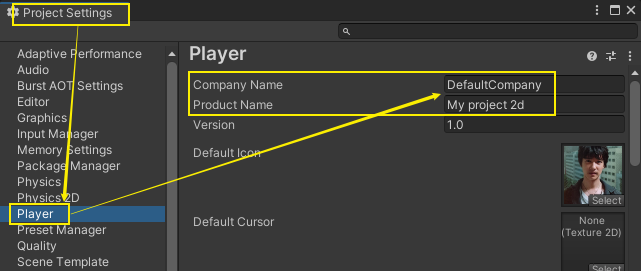 Project Settings
Adaptive Performance
Audio
Burst AOT Settings
Editor
Graphics
Input Manager
Memory Settings
Package Manager
Physics
Physics 2D
Player
Preset Manager
Quality
Scene Template
Player
Company Name DefaultCompany
Product Name My project 2d
Version 1.0
Default Icon
Select
Default Cursor
None
(Texture 2D)
Select